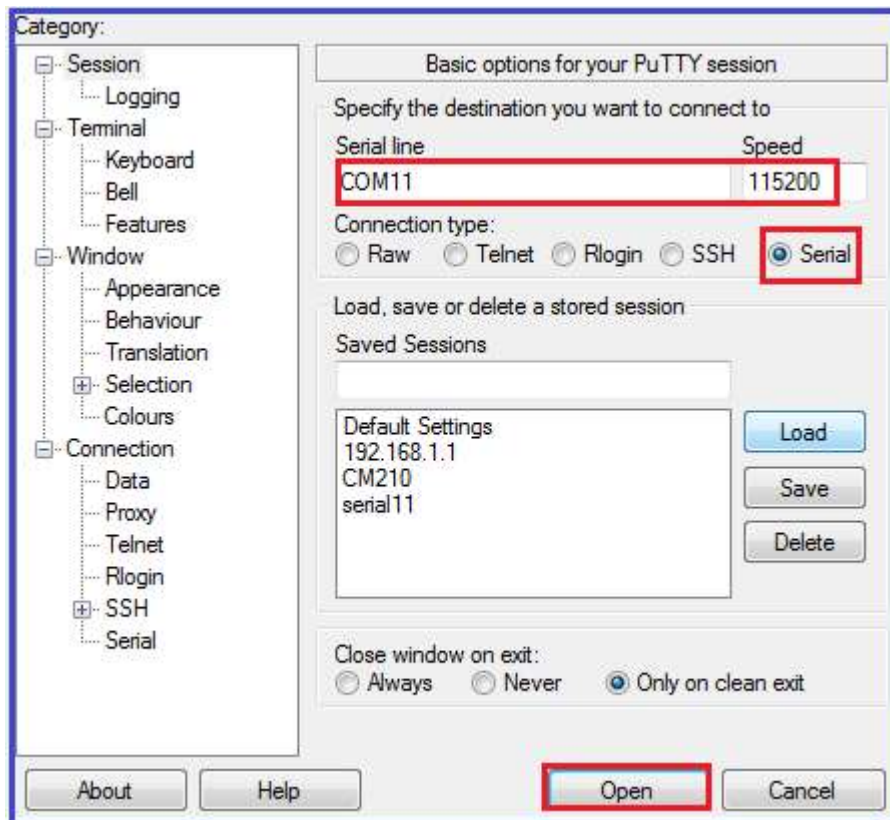 Category:
Session
Logging
Terminal
Keyboard
Bell
Features
Window
Appearance
Behaviour
Translation
Selection
Colours
Connection
Data
Proxy
Telnet
Rlogin
SSH
Serial
Basic options for your PuTTY session
Specify the destination you want to connect to
Serial line Speed
COM11 115200
Connection type:
Raw Telnet Rlogin SSH Serial
Load, save or delete a stored session
Saved Sessions
Default Settings
192.168.1.1
CM210
serial11
Load
Save
Delete
Close window on exit:
Always Never Only on clean exit
About Help Open Cancel